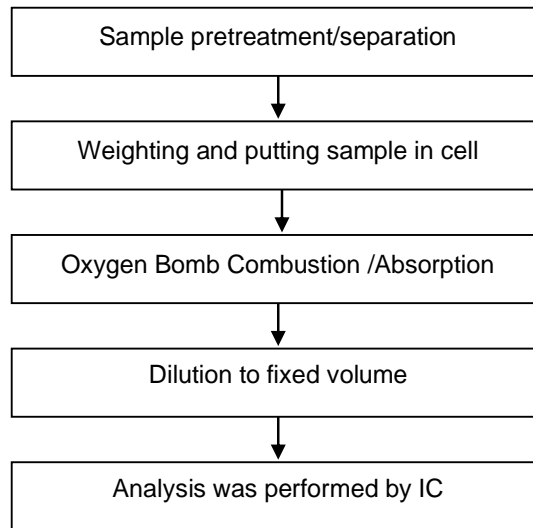 Sample pretreatment/separation
Weighting and putting sample in cell
Oxygen Bomb Combustion /Absorption
Dilution to fixed volume
Analysis was performed by IC